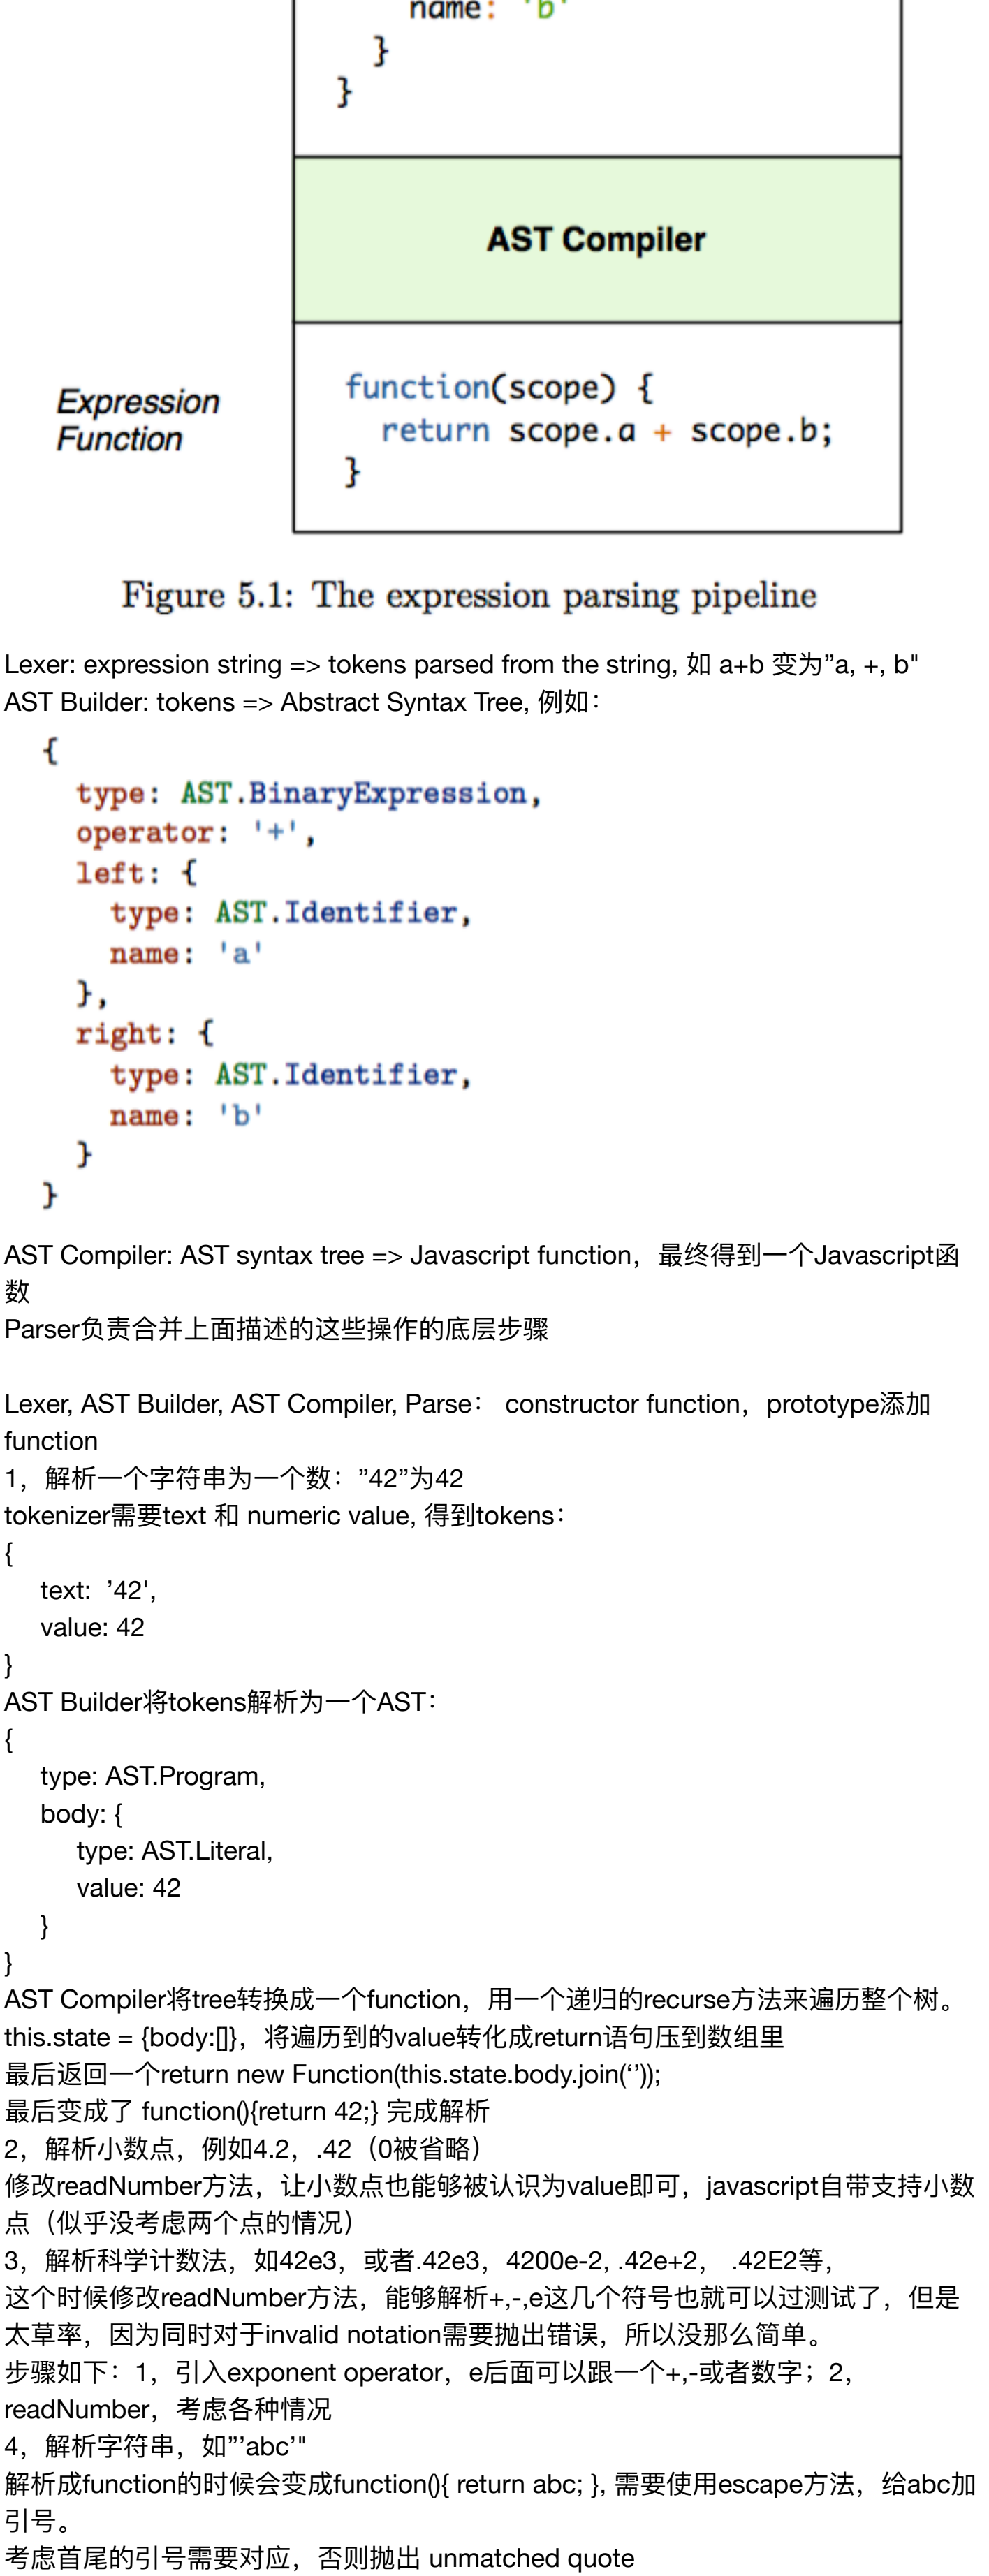 name: 'b'
}
}
AST Compiler
Expression
Function
function(scope) {
return scope.a + scope.b;
}
Figure 5.1: The expression parsing pipeline
Lexer: expression string => tokens parsed from the string, 如 a+b 变为”a, +, b"
AST Builder: tokens => Abstract Syntax Tree, 例如：
{
type: AST.BinaryExpression,
operator: '+',
left: {
type: AST.Identifier,
name: 'a'
},
right: {
type: AST.Identifier,
name: 'b'
}
}
AST Compiler: AST syntax tree => Javascript function，最终得到一个Javascript函
数
Parser负责合并上面描述的这些操作的底层步骤
Lexer, AST Builder, AST Compiler, Parse： constructor function，prototype添加
function
1，解析一个字符串为一个数：”42”为42
tokenizer需要text 和 numeric value, 得到tokens：
{
text: ’42',
value: 42
}
AST Builder将tokens解析为一个AST：
{
type: AST.Program,
body: {
type: AST.Literal,
value: 42
}
}
AST Compiler将tree转换成一个function，用一个递归的recurse方法来遍历整个树。
this.state = {body:[]}，将遍历到的value转化成return语句压到数组里
最后返回一个return new Function(this.state.body.join(‘’));
最后变成了 function(){return 42;} 完成解析
2，解析小数点，例如4.2，.42（0被省略）
修改readNumber方法，让小数点也能够被认识为value即可，javascript自带支持小数
点（似乎没考虑两个点的情况）
3，解析科学计数法，如42e3，或者.42e3，4200e-2, .42e+2， .42E2等，
这个时候修改readNumber方法，能够解析+,-,e这几个符号也就可以过测试了，但是
太草率，因为同时对于invalid notation需要抛出错误，所以没那么简单。
步骤如下：1，引入exponent operator，e后面可以跟一个+,-或者数字；2，
readNumber，考虑各种情况
4，解析字符串，如”’abc’"
解析成function的时候会变成function(){ return abc; }, 需要使用escape方法，给abc加
引号。
考虑首尾的引号需要对应，否则抛出 unmatched quote